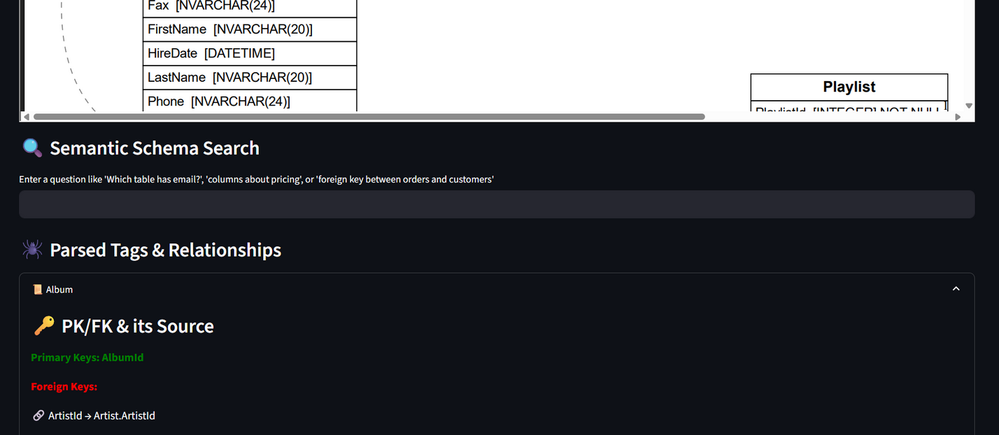 Fax [NVARCHAR(24)]
FirstName [NVARCHAR(20)]
HireDate [DATETIME]
LastName [NVARCHAR(20)]
Phone [NVARCHAR(24)]
Playlist
PlaylistId [INTEGER] NOT NULL
Semantic Schema Search
Enter a question like 'Which table has email?', 'columns about pricing', or 'foreign key between orders and customers'
Parsed Tags & Relationships
Album
PK/FK & its Source
Primary Keys: AlbumId
Foreign Keys:
ArtistId → Artist.ArtistId